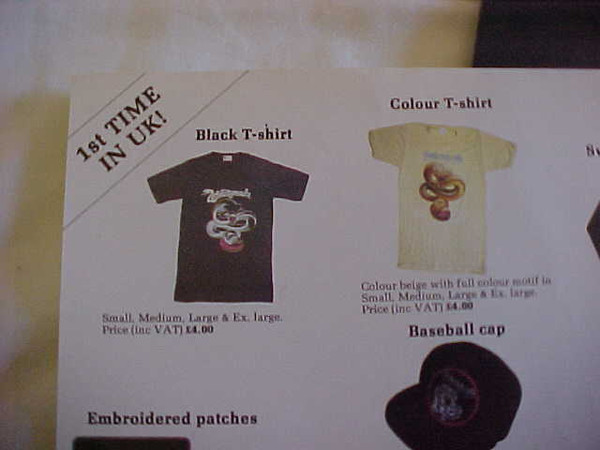 1st TIME
IN UK!
Black T-shirt
Small, Medium, Large & Ex. large.
Price (inc VAT) £4.00
Colour T-shirt
Colour beige with full colour motif in
Small, Medium, Large & Ex. large.
Price (inc VAT) £4.00
Baseball cap
Embroidered patches